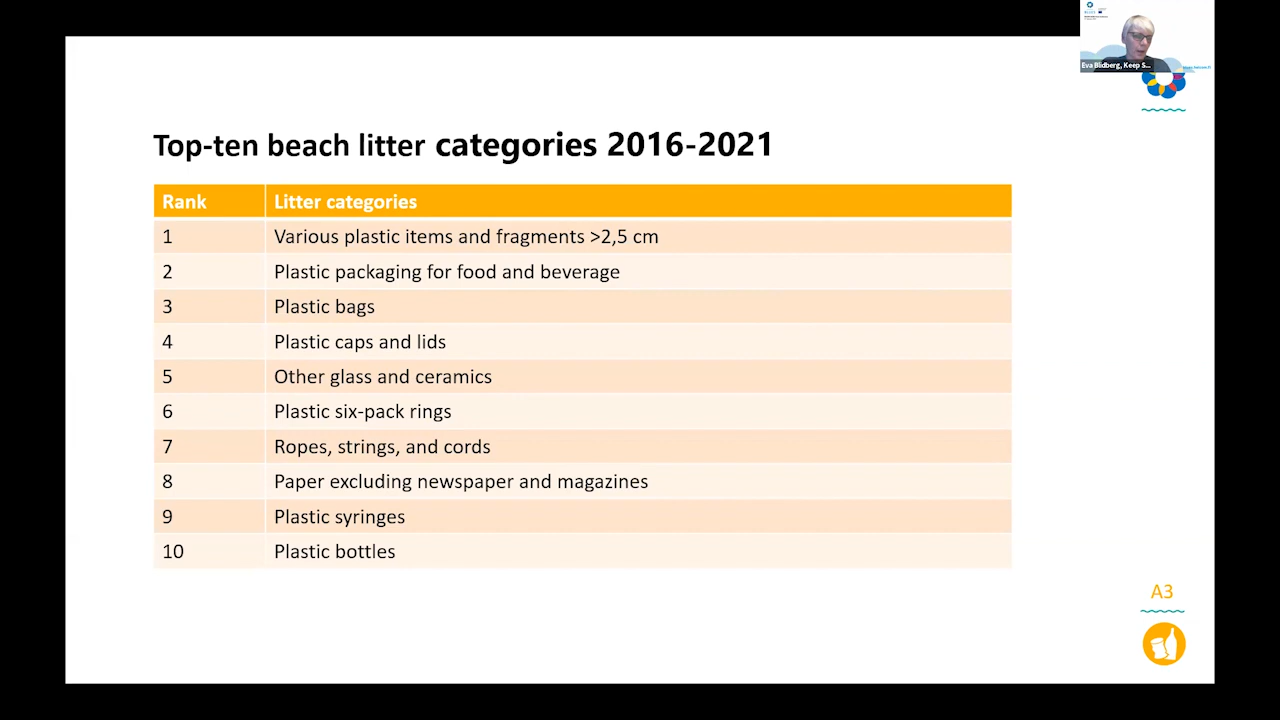 Eva Blidberg, Keep S...
Top-ten beach litter categories 2016-2021
Rank Litter categories
1 Various plastic items and fragments >2,5 cm
2 Plastic packaging for food and beverage
3 Plastic bags
4 Plastic caps and lids
5 Other glass and ceramics
6 Plastic six-pack rings
7 Ropes, strings, and cords
8 Paper excluding newspaper and magazines
9 Plastic syringes
10 Plastic bottles
A3